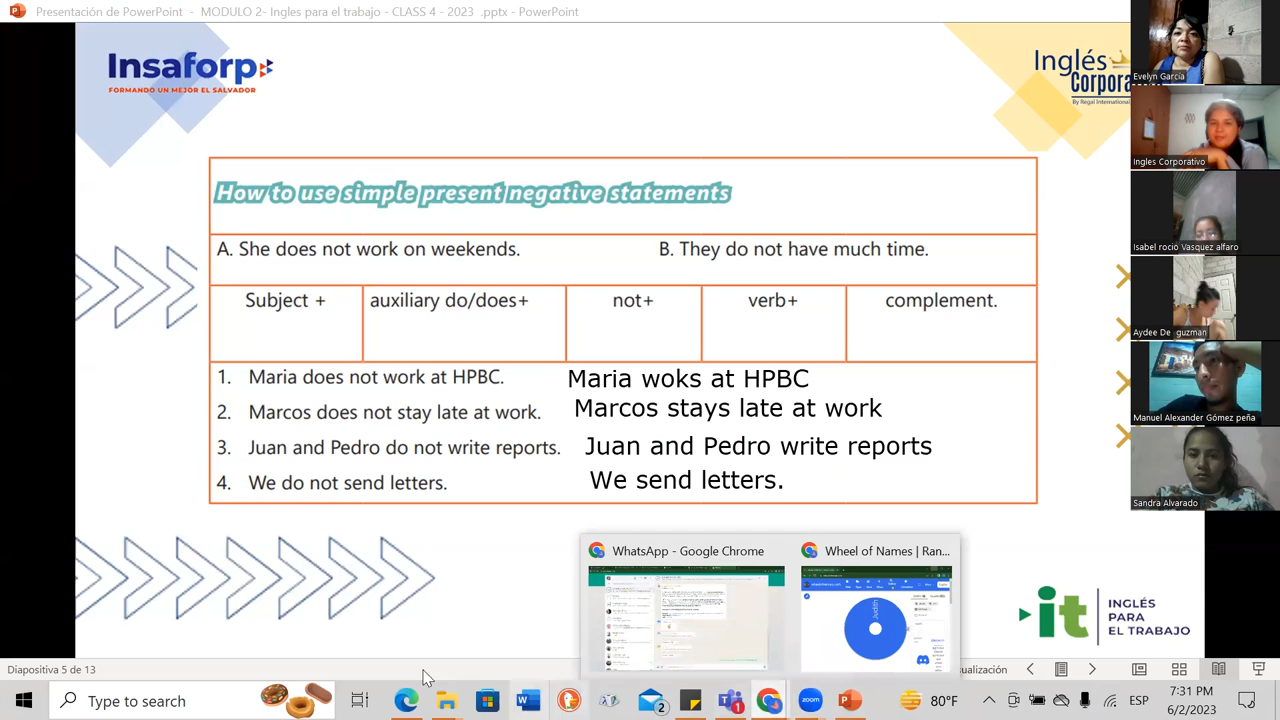 Presentación de PowerPoint - MODULO 2- Ingles para el trabajo - CLASS 4 - 2023 .pptx - PowerPoint
Insaforp
FORMANDO UN MEJOR EL SALVADOR
Inglés
By Regal International
Evelyn Garcia
Ingles Corporativo
Isabel rocio Vasquez alfaro
Aydee De guzman
Manuel Alexander Gómez peña
Sandra Alvarado
How to use simple present negative statements
A. She does not work on weekends. B. They do not have much time.
Subject + auxiliary do/does+ not+ verb+ complement.
1. Maria does not work at HPBC. Maria woks at HPBC
2. Marcos does not stay late at work. Marcos stays late at work
3. Juan and Pedro do not write reports. Juan and Pedro write reports
4. We do not send letters. We send letters.
WhatsApp - Google Chrome Wheel of Names | Ran...
Judith
it INGLÉS
PARA
EL TRABAJO
Diapositiva 5 de 13
Type to search
2
1
zoom
80°F
ESP
7:31 PM
6/2/2023